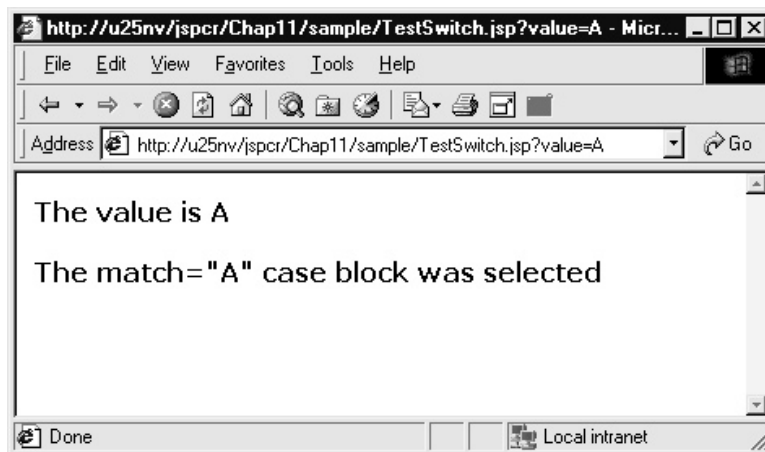 http://u25nv/jspcr/Chap11/sample/TestSwitch.jsp?value=A - Micr...
File Edit View Favorites Tools Help
Address http://u25nv/jspcr/Chap11/sample/TestSwitch.jsp?value=A Go
The value is A
The match="A" case block was selected
Done Local intranet